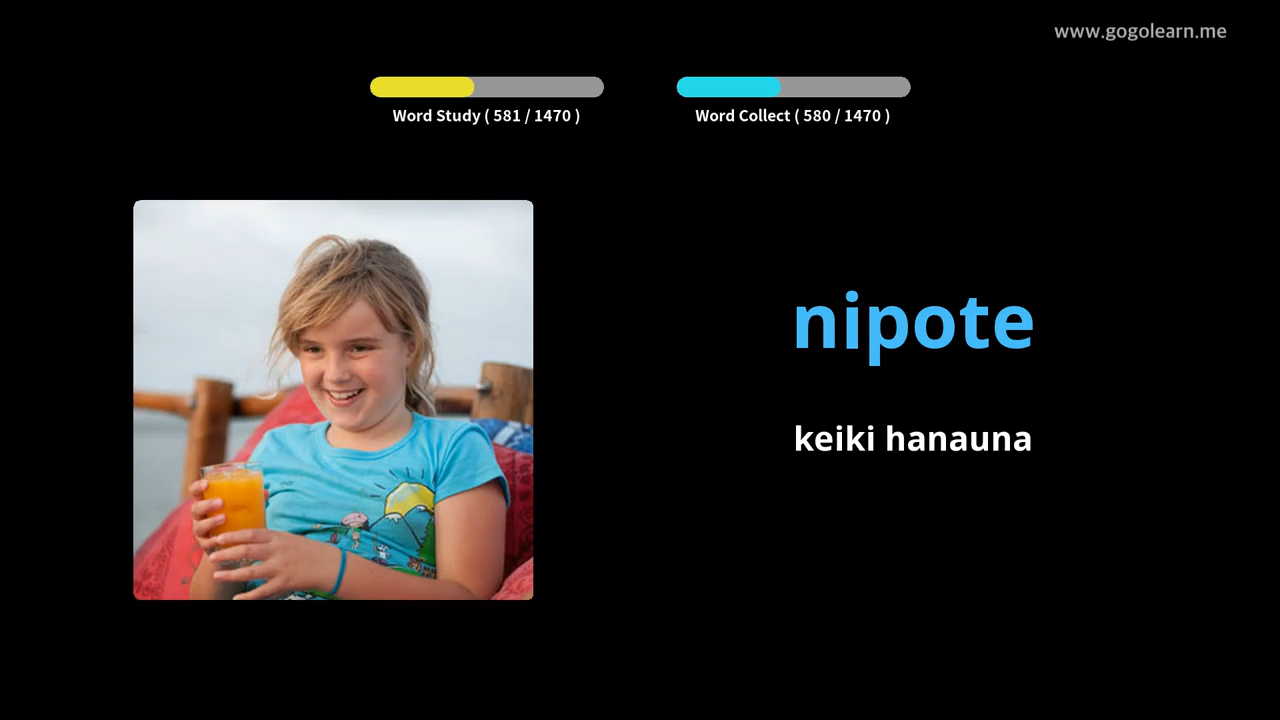 www.gogolearn.me
Word Study ( 581 / 1470 )
Word Collect ( 580 / 1470 )
nipote
keiki hanauna